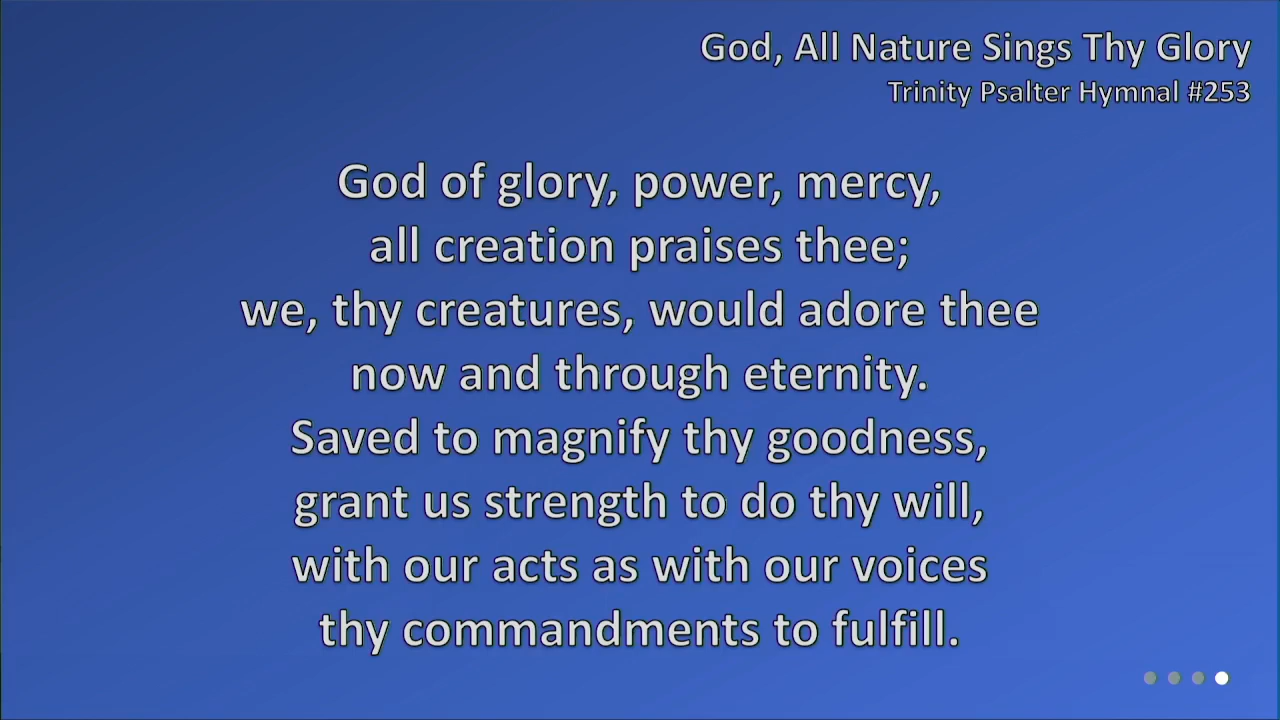 God, All Nature Sings Thy Glory
Trinity Psalter Hymnal #253
God of glory, power, mercy,
all creation praises thee;
we, thy creatures, would adore thee
now and through eternity.
Saved to magnify thy goodness,
grant us strength to do thy will,
with our acts as with our voices
thy commandments to fulfill.